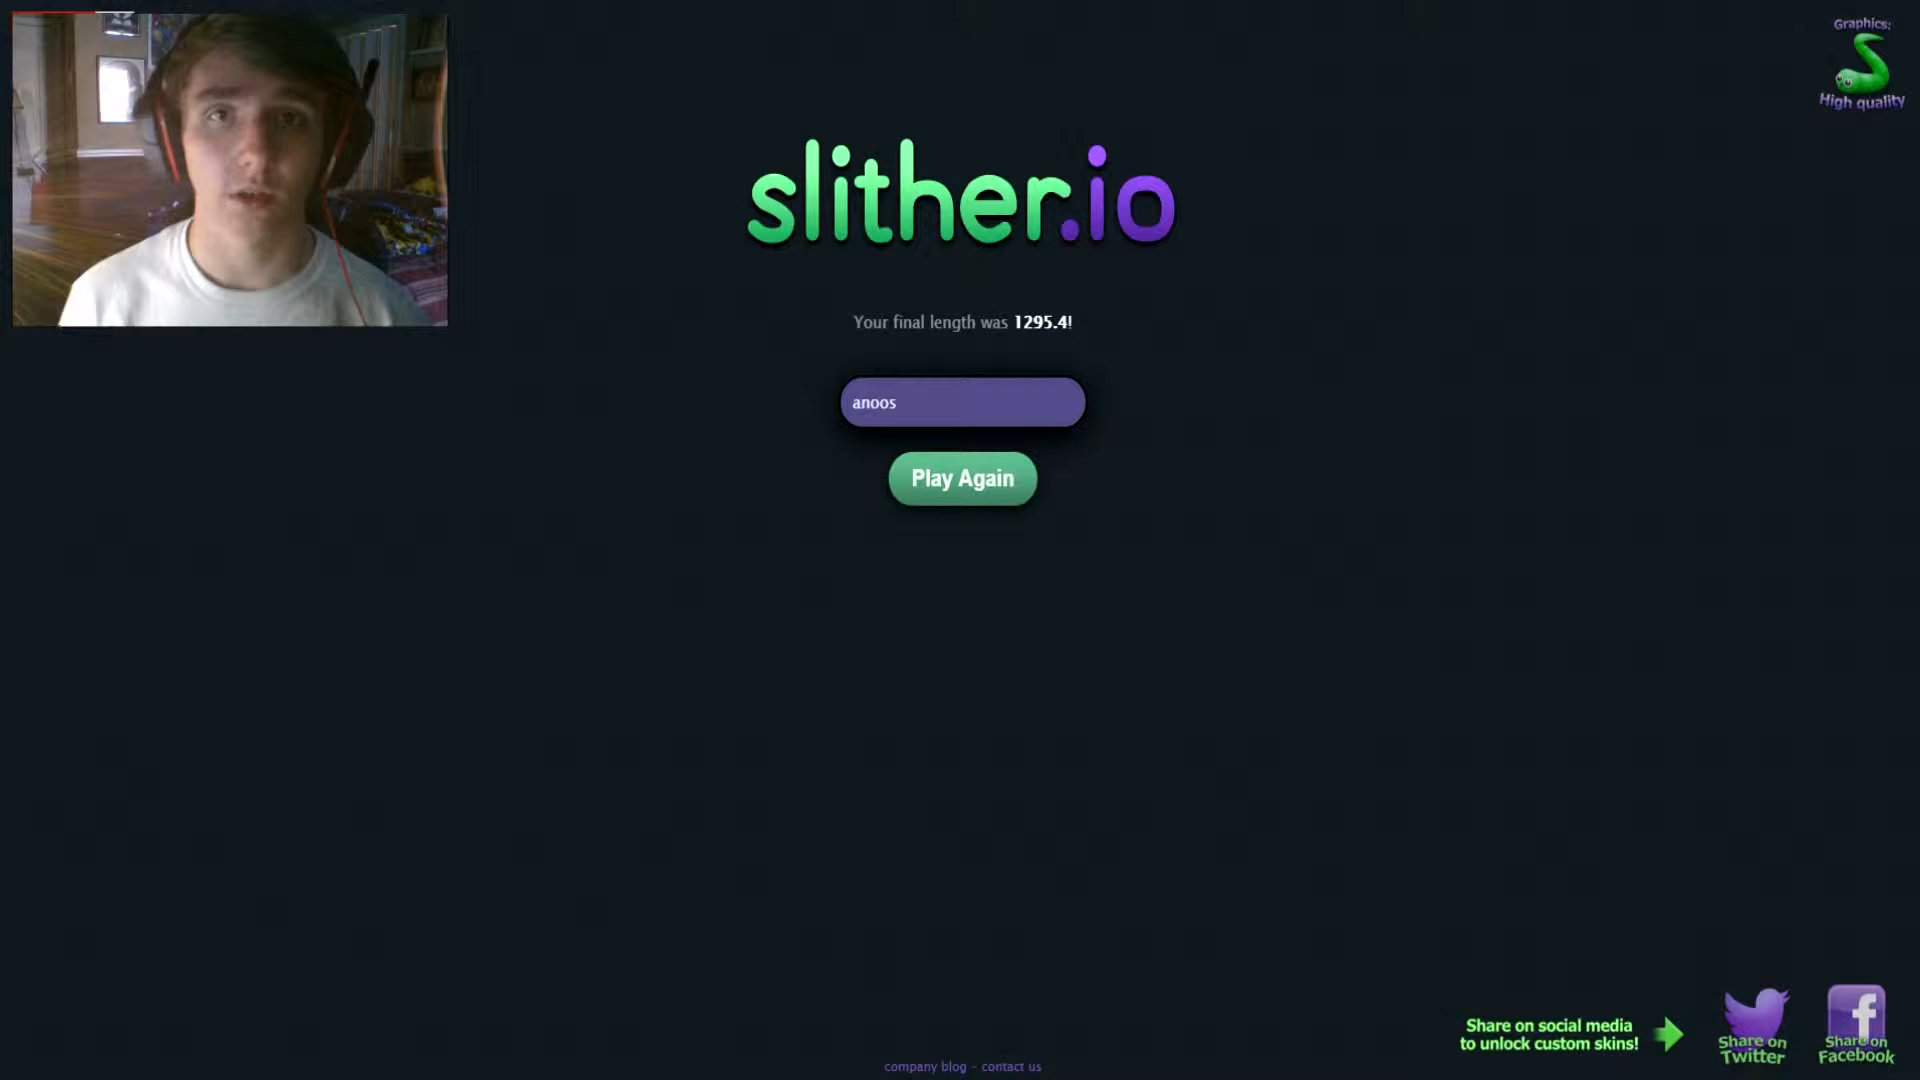 Graphics:
High quality
slither.io
Your final length was 1295.4!
anoos
Play Again
Share on social media
to unlock custom skins!
Share on
Twitter
Share on
Facebook
company blog - contact us